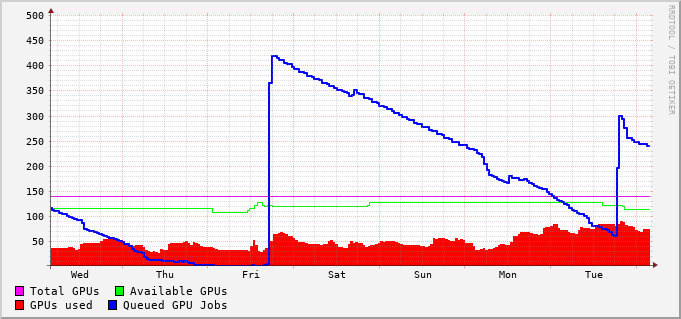 500
450
400
350
300
250
200
150
100
50
Wed Thu Fri Sat Sun Mon Tue
RRDTOOL / TOBI OETIKER
Total GPUs Available GPUs
GPUs used Queued GPU Jobs